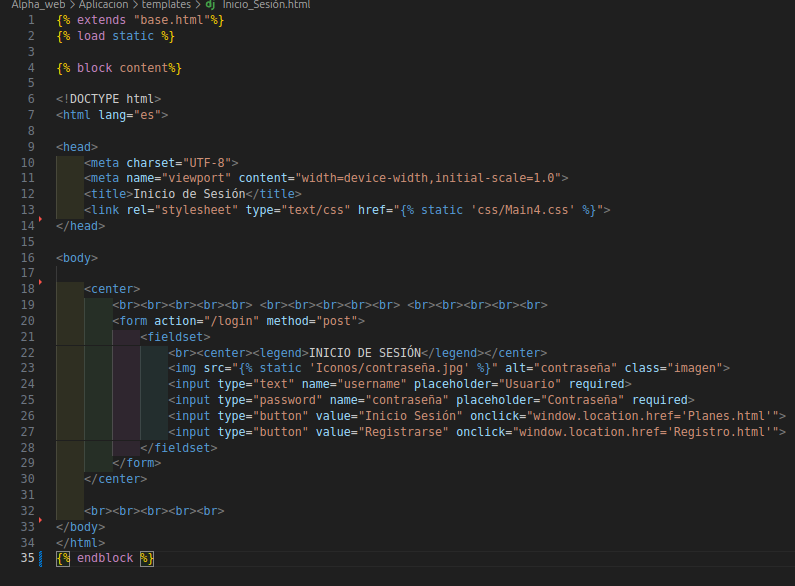 Alpha_web > Aplicacion > templates > dj Inicio_Sesión.html
1 {% extends "base.html"%}
2 {% load static %}
3
4 {% block content%}
5
6 <!DOCTYPE html>
7 <html lang="es">
8
9 <head>
10 <meta charset="UTF-8">
11 <meta name="viewport" content="width=device-width,initial-scale=1.0">
12 <title>Inicio de Sesión</title>
13 <link rel="stylesheet" type="text/css" href="{% static 'css/Main4.css' %}">
14 </head>
15
16 <body>
17
18 <center>
19 <br><br><br><br><br> <br><br><br><br><br> <br><br><br><br><br>
20 <form action="/login" method="post">
21 <fieldset>
22 <br><center><legend>INICIO DE SESIÓN</legend></center>
23 <img src="{% static 'Iconos/contraseña.jpg' %}" alt="contraseña" class="imagen">
24 <input type="text" name="username" placeholder="Usuario" required>
25 <input type="password" name="contraseña" placeholder="Contraseña" required>
26 <input type="button" value="Inicio Sesión" onclick="window.location.href='Planes.html'">
27 <input type="button" value="Registrarse" onclick="window.location.href='Registro.html'">
28 </fieldset>
29 </form>
30 </center>
31
32 <br><br><br><br><br>
33 </body>
34 </html>
35 {% endblock %}